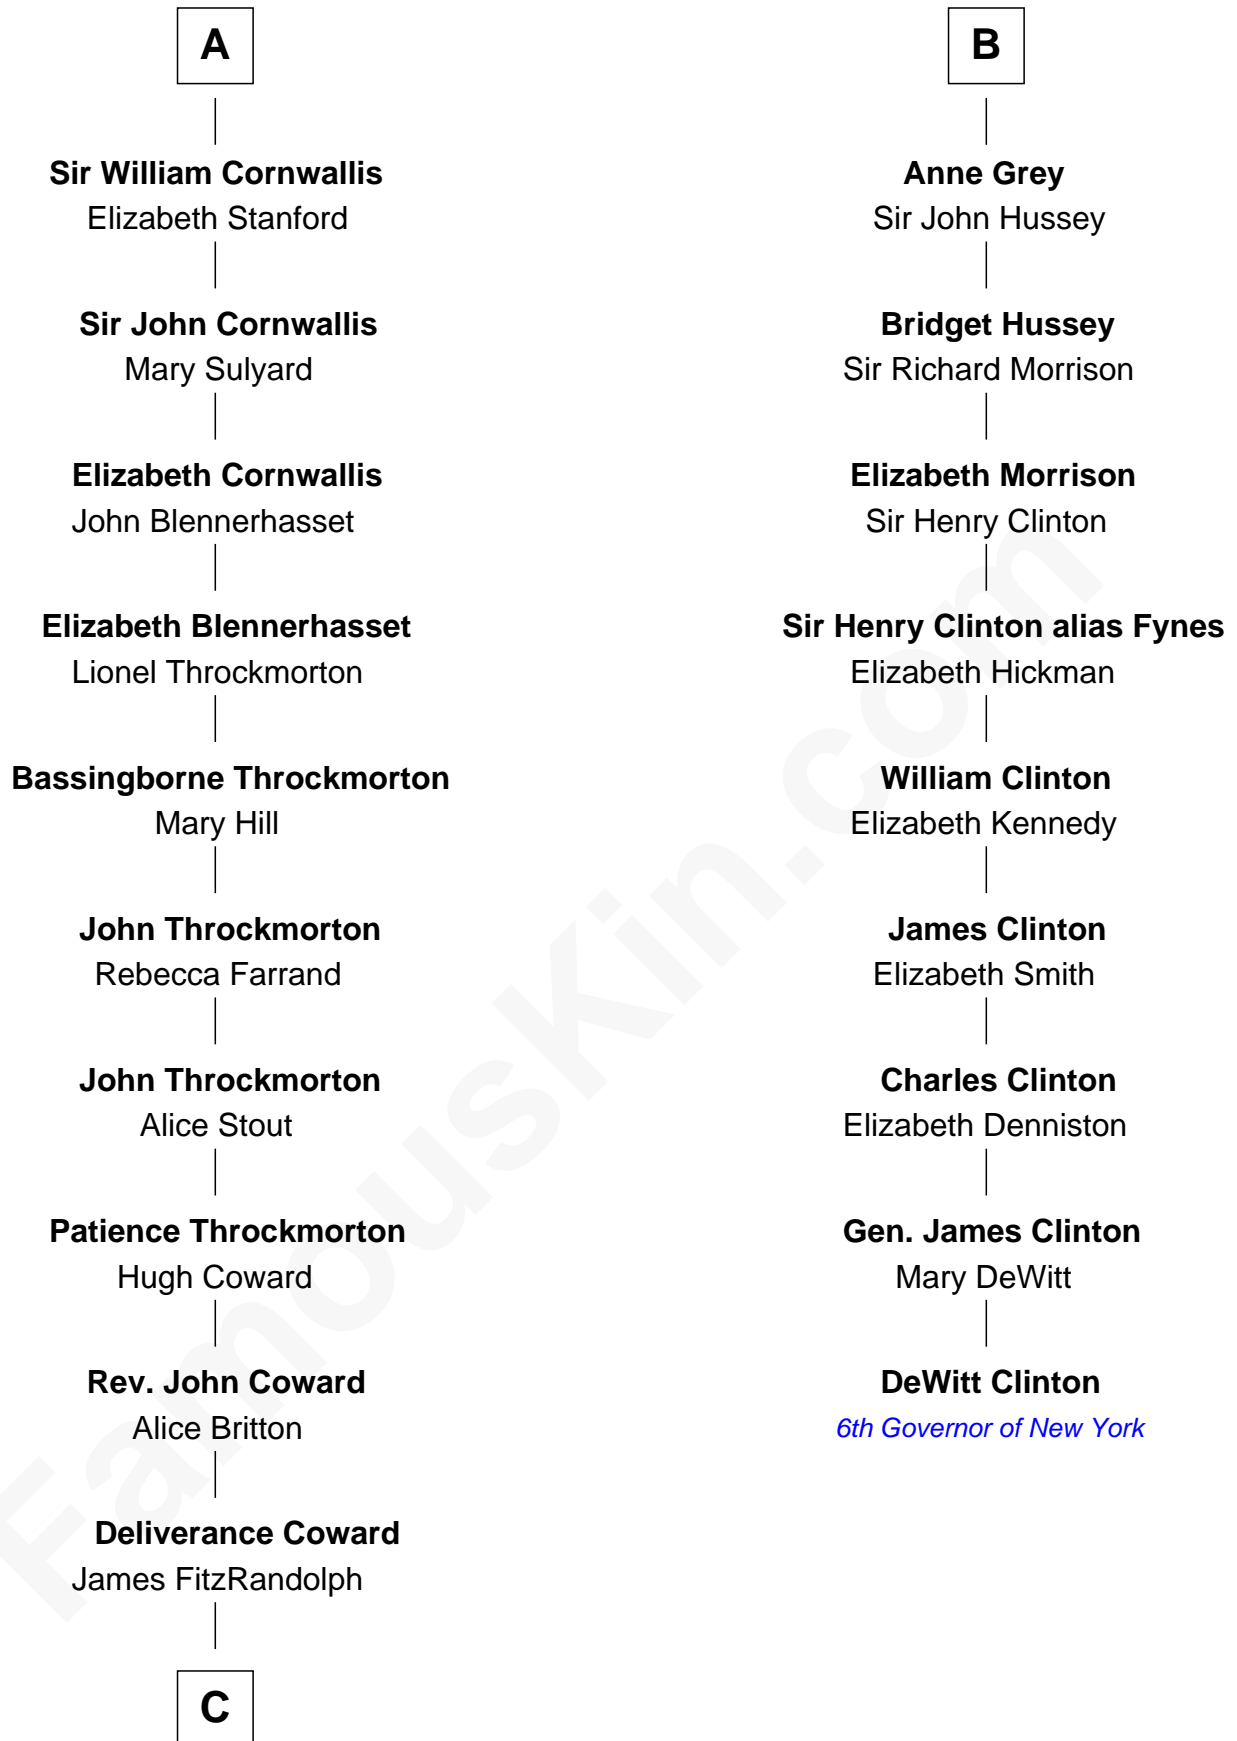 A
Sir William Cornwallis
Elizabeth Stanford
Sir John Cornwallis
Mary Sulyard
Elizabeth Cornwallis
John Blennerhasset
Elizabeth Blennerhasset
Lionel Throckmorton
Bassingborne Throckmorton
Mary Hill
John Throckmorton
Rebecca Farrand
John Throckmorton
Alice Stout
Patience Throckmorton
Hugh Coward
Rev. John Coward
Alice Britton
Deliverance Coward
James FitzRandolph
C
B
Anne Grey
Sir John Hussey
Bridget Hussey
Sir Richard Morrison
Elizabeth Morrison
Sir Henry Clinton
Sir Henry Clinton alias Fynes
Elizabeth Hickman
William Clinton
Elizabeth Kennedy
James Clinton
Elizabeth Smith
Charles Clinton
Elizabeth Denniston
Gen. James Clinton
Mary DeWitt
DeWitt Clinton
6th Governor of New York
FamousKin.com